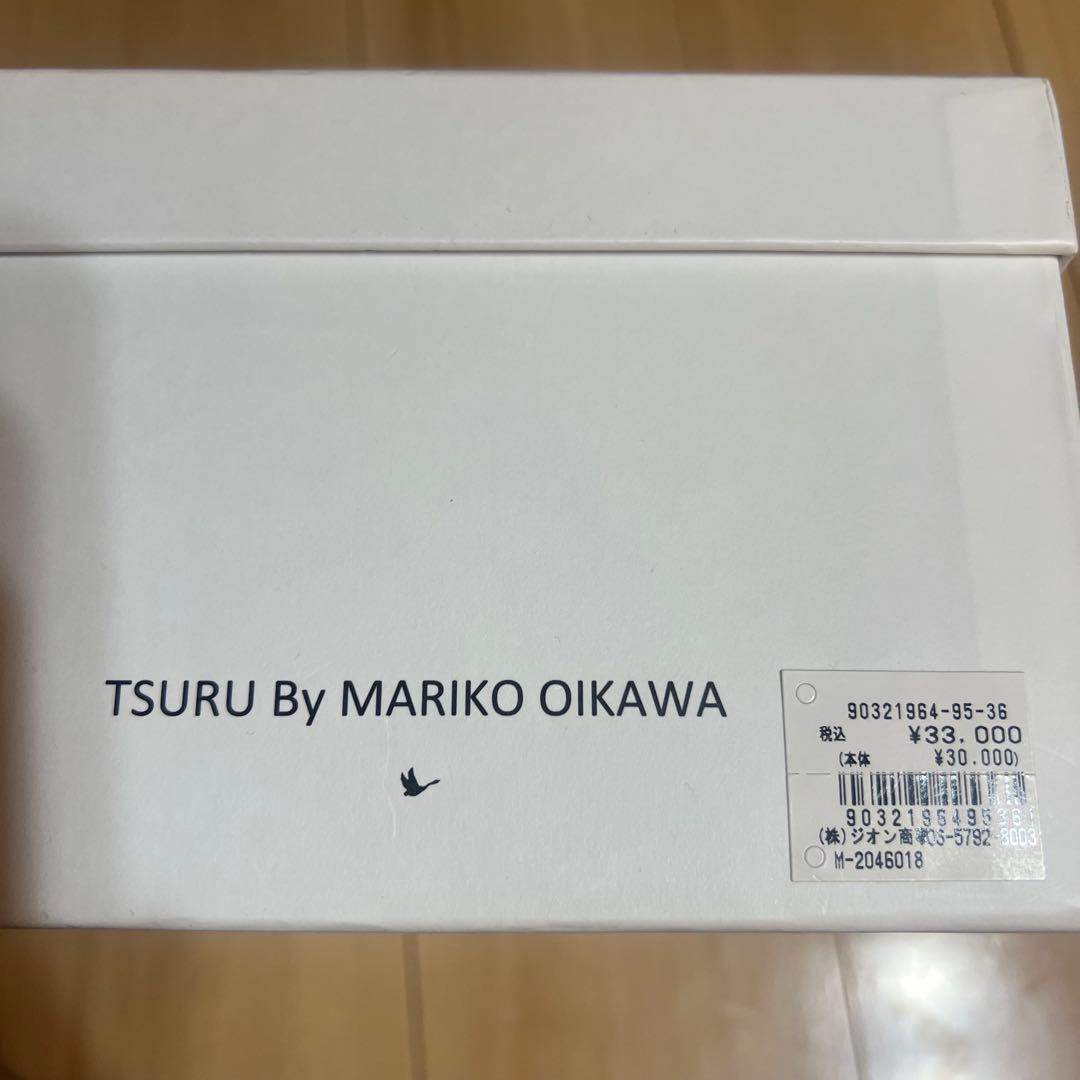 TSURU By MARIKO OIKAWA
90321964-95-36
税込 ¥33,000
(本体 ¥30,000)
9032196495361
(株)ジオン商事
M-2046018